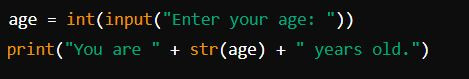 age = int(input("Enter your age: "))
print("You are " + str(age) + " years old.")